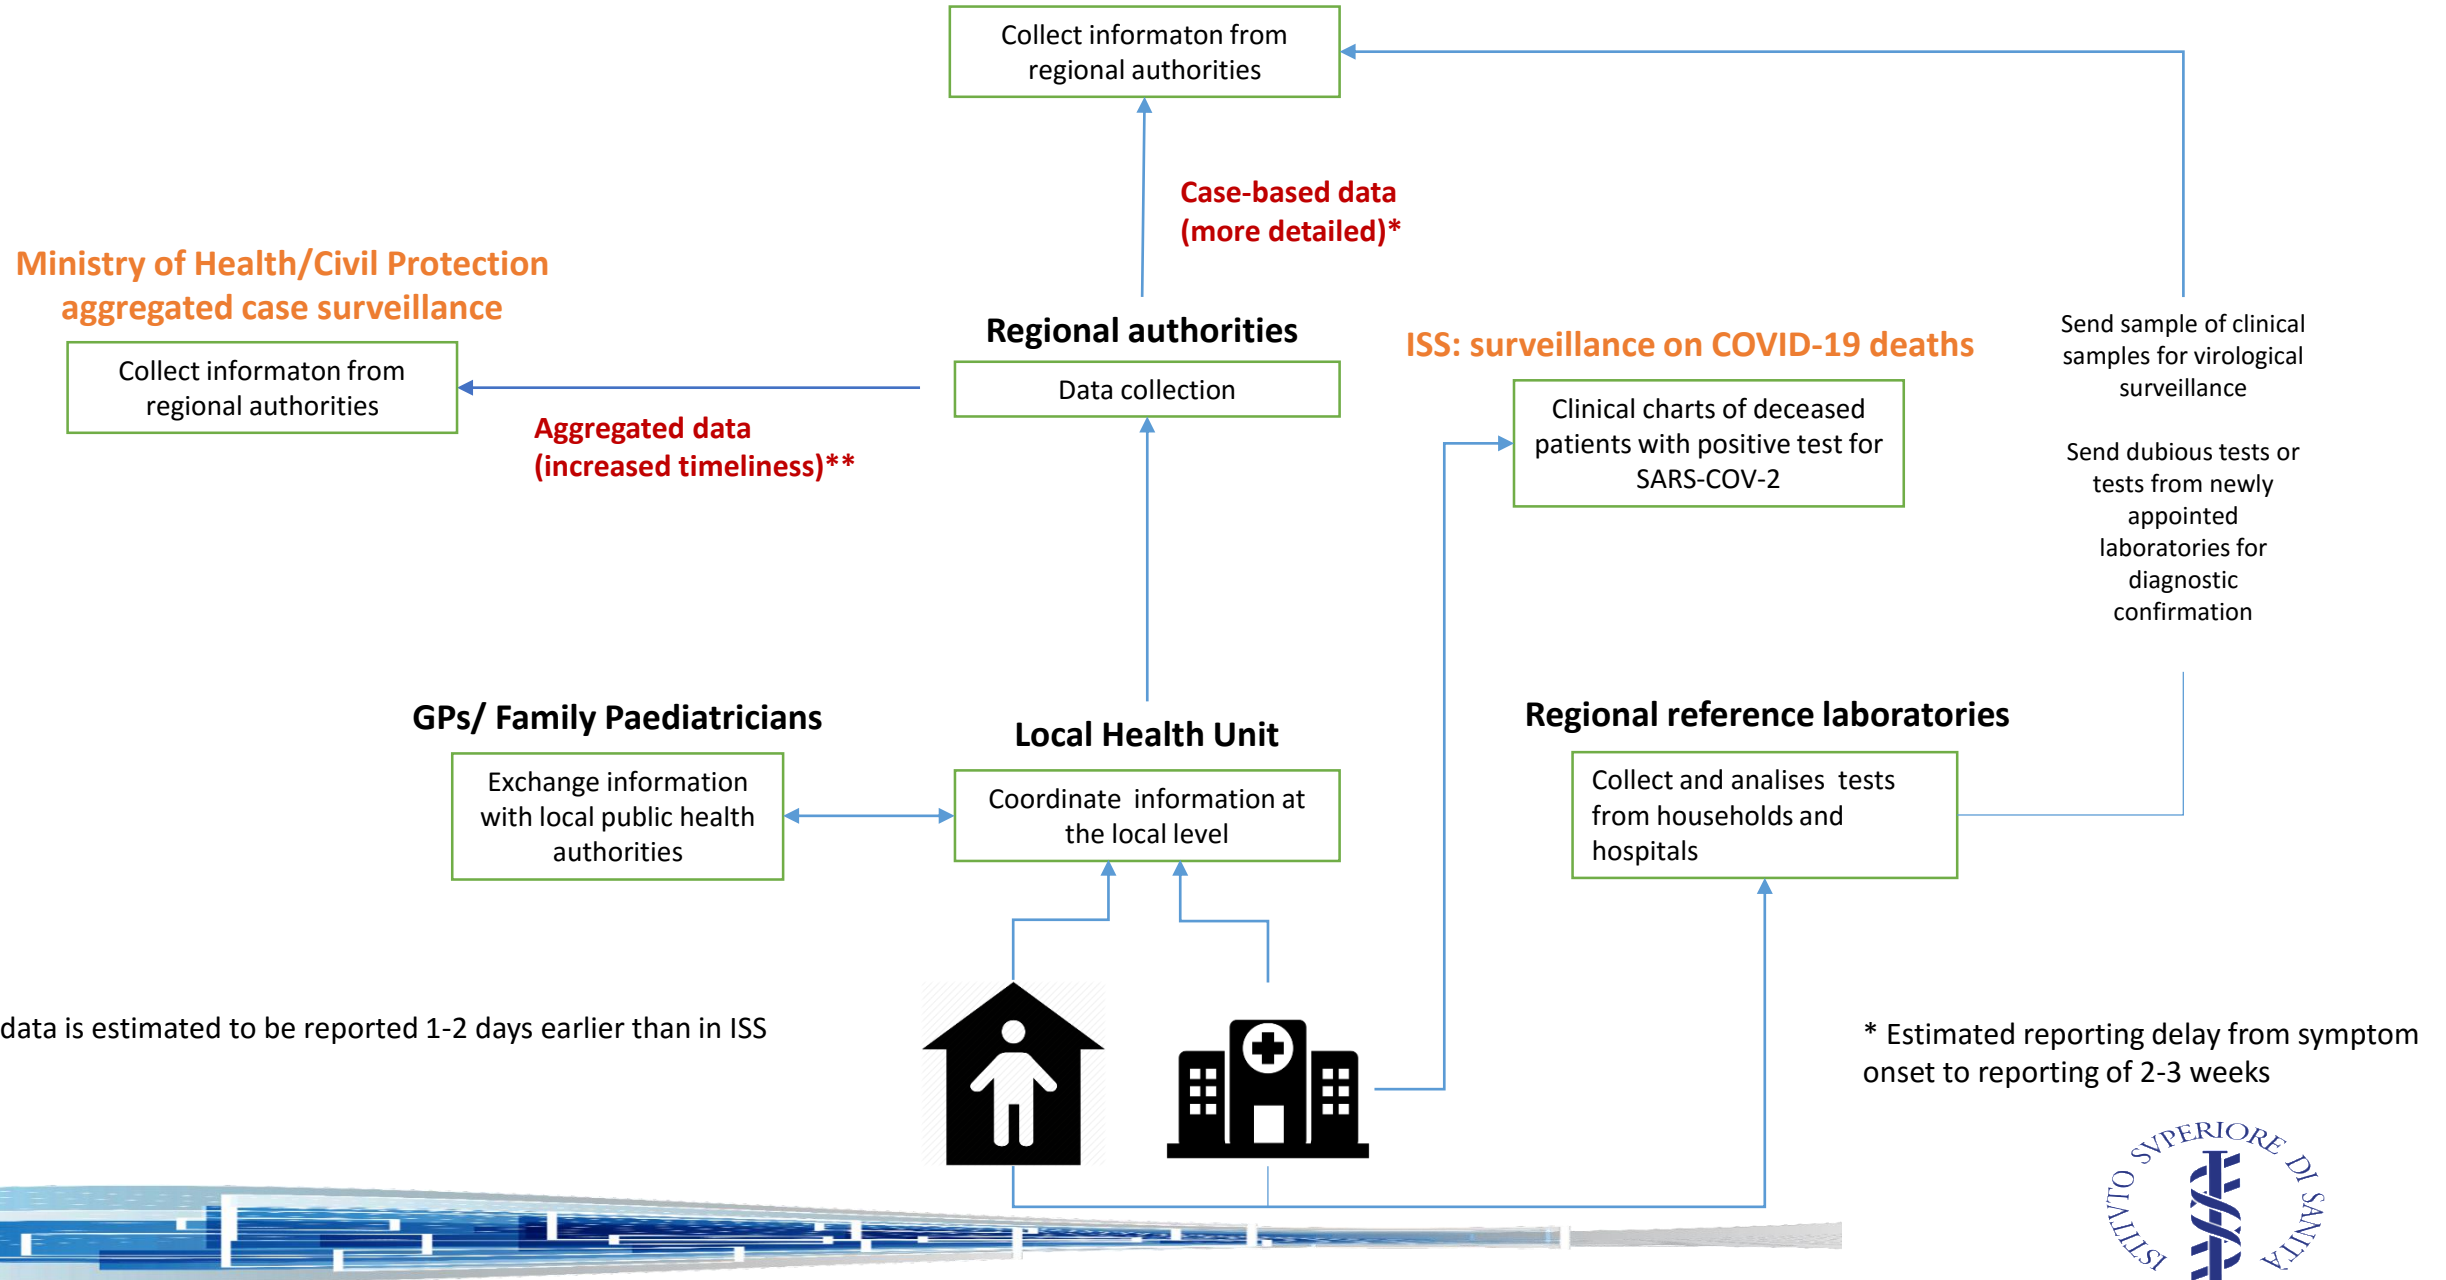 Collect informaton from
regional authorities
Case-based data
(more detailed)*
Ministry of Health/Civil Protection
aggregated case surveillance
Collect informaton from
regional authorities
Aggregated data
(increased timeliness)**
Regional authorities
Data collection
ISS: surveillance on COVID-19 deaths
Clinical charts of deceased
patients with positive test for
SARS-COV-2
Send sample of clinical
samples for virological
surveillance
Send dubious tests or
tests from newly
appointed
laboratories for
diagnostic
confirmation
GPs/ Family Paediatricians
Exchange information
with local public health
authorities
Local Health Unit
Coordinate  information at
the local level
Regional reference laboratories
Collect and analises  tests
from households and
hospitals
data is estimated to be reported 1-2 days earlier than in ISS
* Estimated reporting delay from symptom
onset to reporting of 2-3 weeks
ISTITVTO SVPERIORE DI SANITÀ